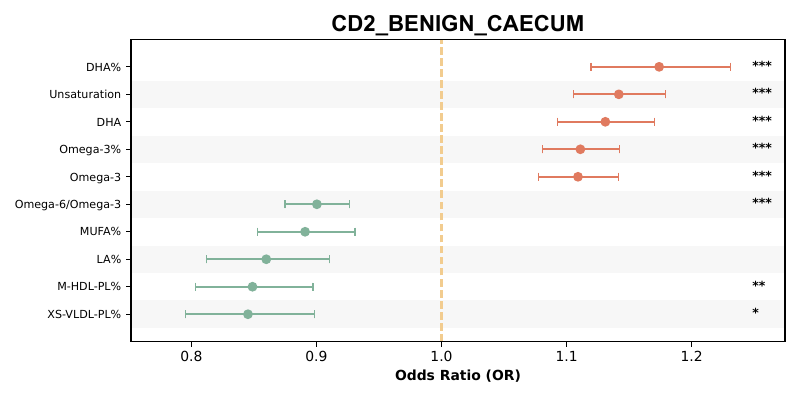 CD2_BENIGN_CAECUM
DHA% ***
Unsaturation ***
DHA ***
Omega-3% ***
Omega-3 ***
Omega-6/Omega-3 ***
MUFA%
LA%
M-HDL-PL% **
XS-VLDL-PL% *
0.8 0.9 1.0 1.1 1.2
Odds Ratio (OR)